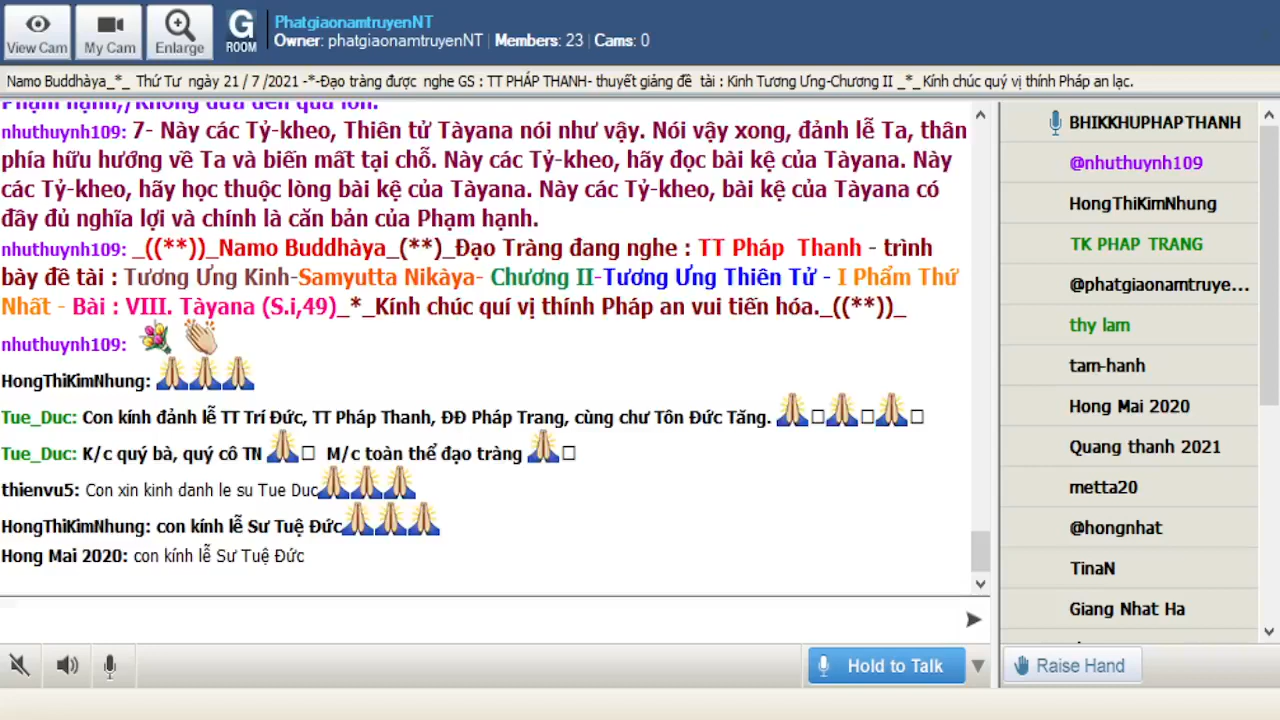 View Cam
My Cam
Enlarge
G
ROOM
PhatgiaonamtruyenNT
Owner: phatgiaonamtruyenNT | Members: 23 | Cams: 0
Namo Buddhàya_*_ Thứ Tư ngày 21 / 7 /2021 -*-Đạo tràng được nghe GS : TT PHÁP THANH- thuyết giảng đề tài : Kinh Tương Ưng-Chương II _*_Kính chúc quý vị thính Pháp an lạc.
Phạm hạnh,/Không đưa đến quả lớn.
nhuthuynh109: 7- Này các Tỷ-kheo, Thiên tử Tàyana nói như vậy. Nói vậy xong, đảnh lễ Ta, thân
phía hữu hướng về Ta và biến mất tại chỗ. Này các Tỷ-kheo, hãy đọc bài kệ của Tàyana. Này
các Tỷ-kheo, hãy học thuộc lòng bài kệ của Tàyana. Này các Tỷ-kheo, bài kệ của Tàyana có
đầy đủ nghĩa lợi và chính là căn bản của Phạm hạnh.
nhuthuynh109: _((**))_Namo Buddhàya_(**)_Đạo Tràng đang nghe : TT Pháp Thanh - trình
bày đề tài : Tương Ưng Kinh-Samyutta Nikàya- Chương II-Tương Ưng Thiên Tử - I Phẩm Thứ
Nhất - Bài : VIII. Tàyana (S.i,49)_*_Kính chúc quí vị thính Pháp an vui tiến hóa._((**))_
nhuthuynh109:
HongThiKimNhung:
Tue_Duc: Con kính đảnh lễ TT Trí Đức, TT Pháp Thanh, ĐĐ Pháp Trang, cùng chư Tôn Đức Tăng.
Tue_Duc: K/c quý bà, quý cô TN M/c toàn thể đạo tràng
thienvu5: Con xin kinh danh le su Tue Duc
HongThiKimNhung: con kính lễ Sư Tuệ Đức
Hong Mai 2020: con kính lễ Sư Tuệ Đức
Hold to Talk
BHIKKHUPHAPTHANH
@nhuthuynh109
HongThiKimNhung
TK PHAP TRANG
@phatgiaonamtruye...
thy lam
tam-hanh
Hong Mai 2020
Quang thanh 2021
metta20
@hongnhat
TinaN
Giang Nhat Ha
Raise Hand